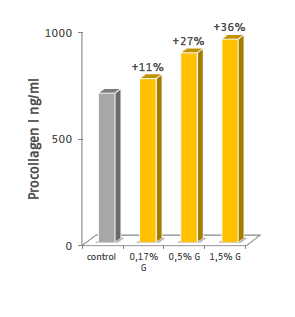 +36%
+27%
+11%
1000
500
0
Procollagen I ng/ml
control
0,17% G
0,5% G
1,5% G